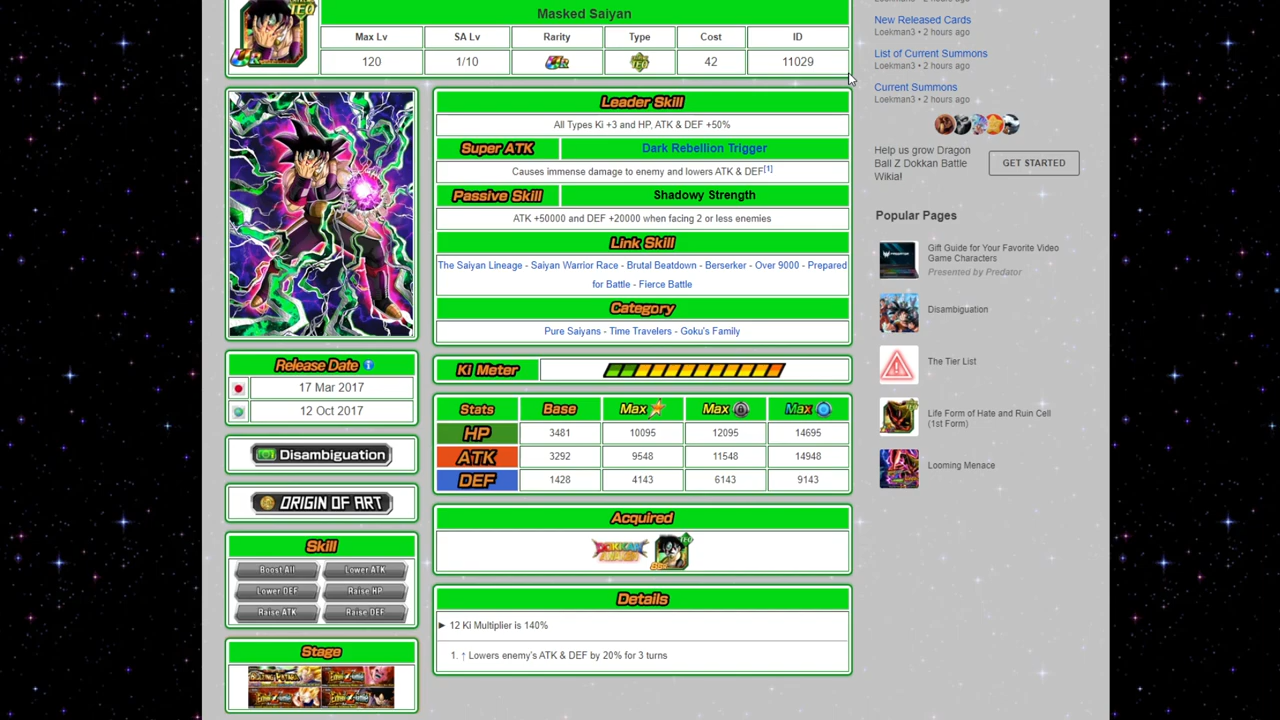 Masked Saiyan
Max Lv SA Lv Rarity Type Cost ID
120 1/10 UR TEQ 42 11029
Leader Skill
All Types Ki +3 and HP, ATK & DEF +50%
Super ATK Dark Rebellion Trigger
Causes immense damage to enemy and lowers ATK & DEF[1]
Passive Skill Shadowy Strength
ATK +50000 and DEF +20000 when facing 2 or less enemies
Link Skill
The Saiyan Lineage - Saiyan Warrior Race - Brutal Beatdown - Berserker - Over 9000 - Prepared
for Battle - Fierce Battle
Category
Pure Saiyans - Time Travelers - Goku's Family
Ki Meter
Stats Base Max Max Max
HP 3481 10095 12095 14695
ATK 3292 9548 11548 14948
DEF 1428 4143 6143 9143
Acquired
Details
► 12 Ki Multiplier is 140%
1. ↑ Lowers enemy's ATK & DEF by 20% for 3 turns
Release Date
17 Mar 2017
12 Oct 2017
Disambiguation
ORIGIN OF ART
Skill
Boost All Lower ATK
Lower DEF Raise HP
Raise ATK Raise DEF
Stage
New Released Cards
Loekman3 • 2 hours ago
List of Current Summons
Loekman3 • 2 hours ago
Current Summons
Loekman3 • 2 hours ago
Help us grow Dragon
Ball Z Dokkan Battle
Wikia!
GET STARTED
Popular Pages
Gift Guide for Your Favorite Video
Game Characters
Presented by Predator
Disambiguation
The Tier List
Life Form of Hate and Ruin Cell
(1st Form)
Looming Menace